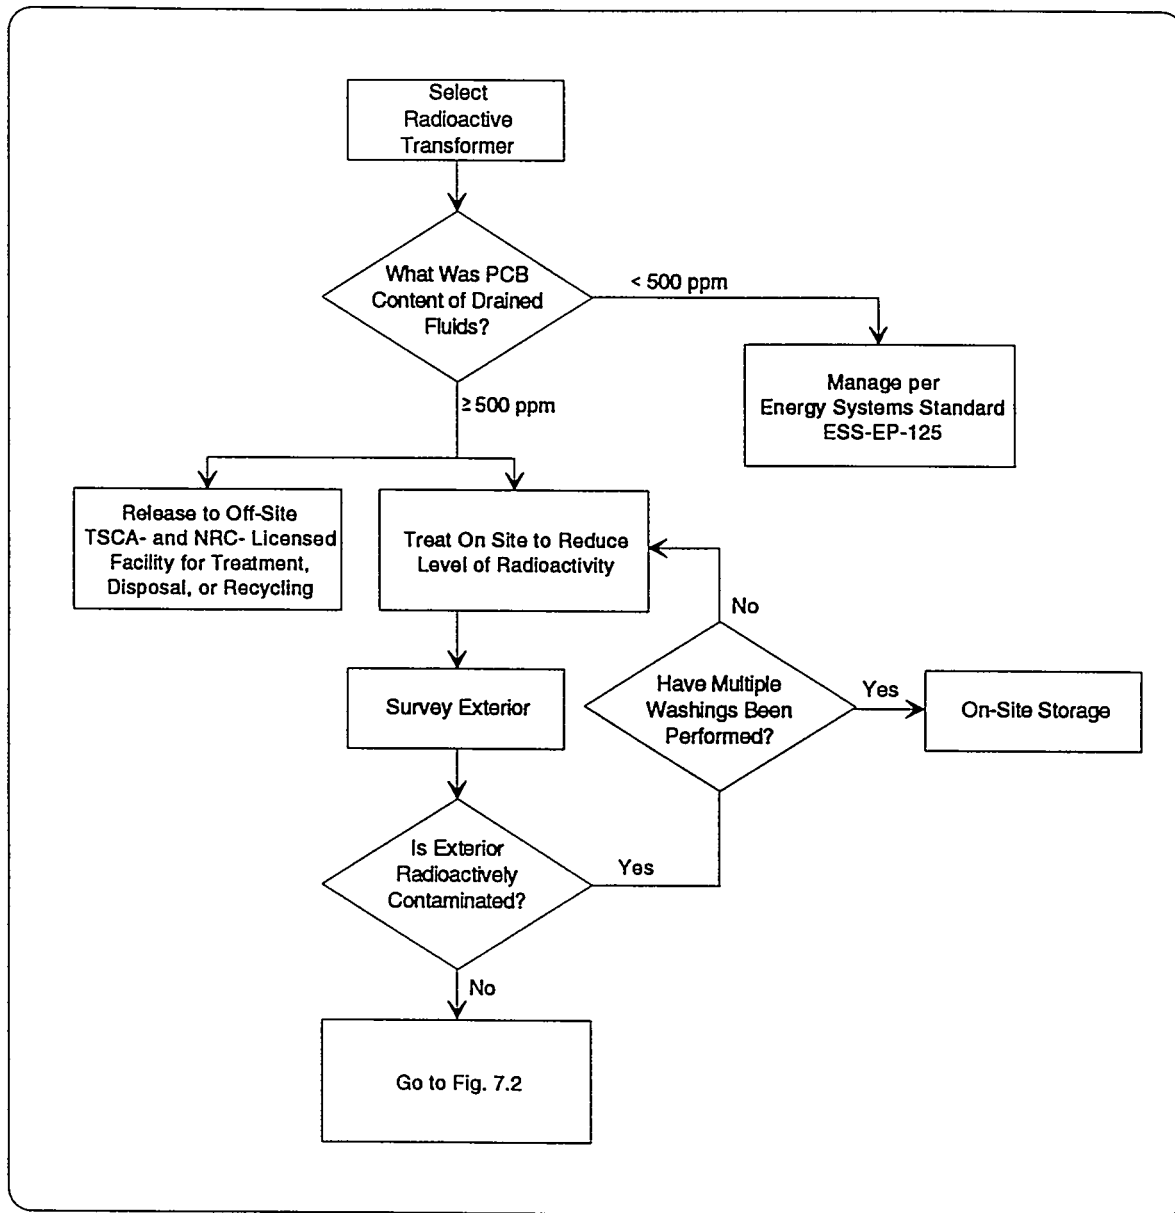 Select
Radioactive
Transformer
What Was PCB
Content of Drained
Fluids?
< 500 ppm
Manage per
Energy Systems Standard
ESS-EP-125
≥ 500 ppm
Release to Off-Site
TSCA- and NRC- Licensed
Facility for Treatment,
Disposal, or Recycling
Treat On Site to Reduce
Level of Radioactivity
No
Survey Exterior
Have Multiple
Washings Been
Performed?
Yes
On-Site Storage
Is Exterior
Radioactively
Contaminated?
Yes
No
Go to Fig. 7.2